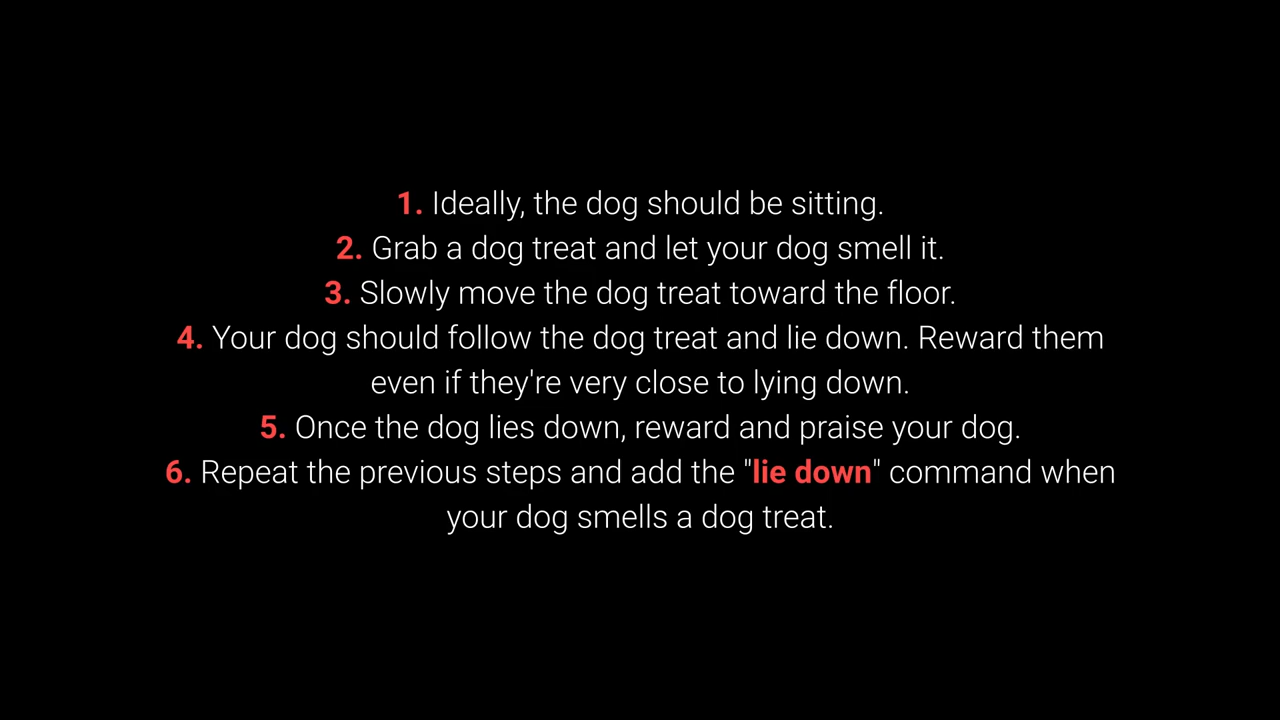 1. Ideally, the dog should be sitting.
2. Grab a dog treat and let your dog smell it.
3. Slowly move the dog treat toward the floor.
4. Your dog should follow the dog treat and lie down. Reward them
even if they're very close to lying down.
5. Once the dog lies down, reward and praise your dog.
6. Repeat the previous steps and add the "lie down" command when
your dog smells a dog treat.